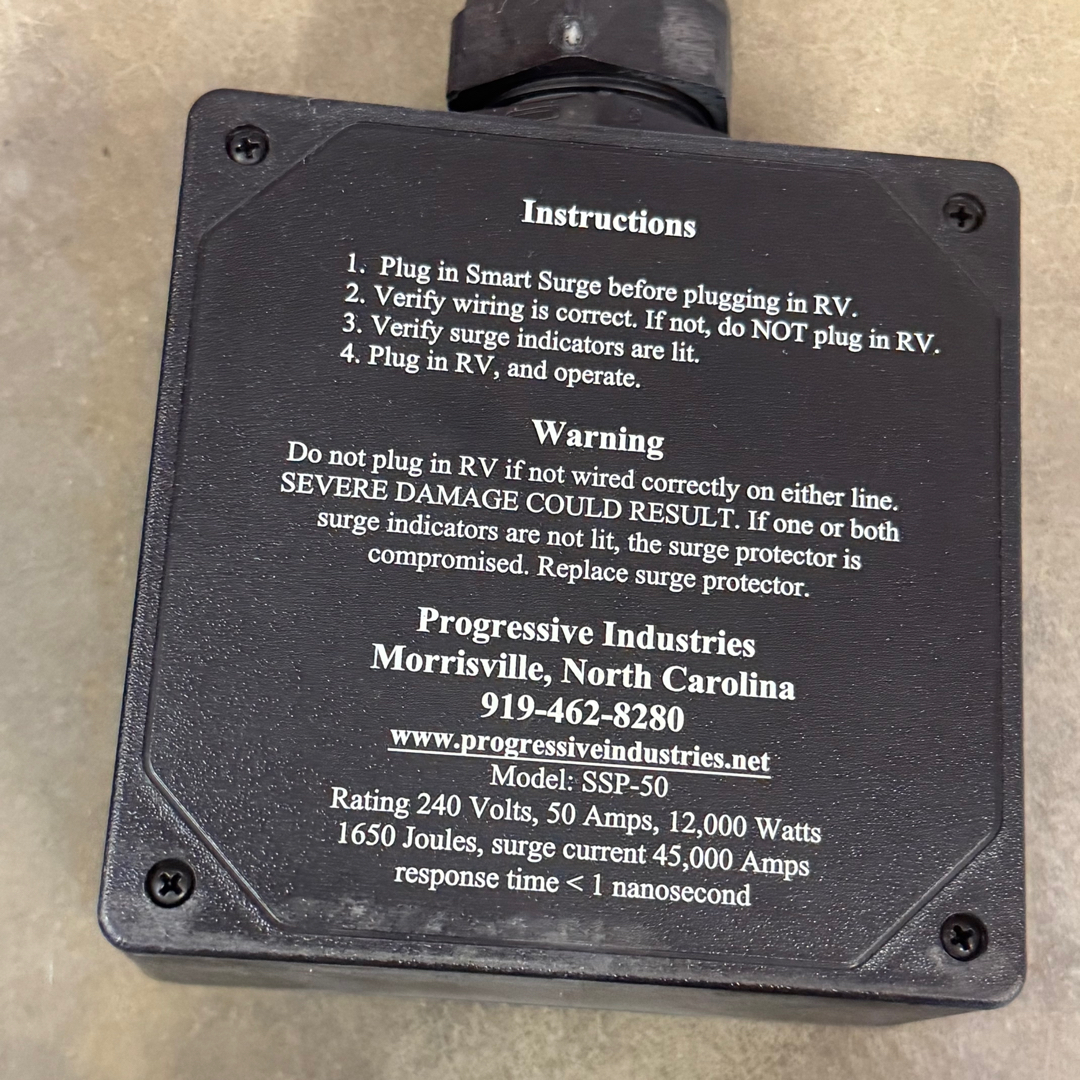 Instructions
1. Plug in Smart Surge before plugging in RV.
2. Verify wiring is correct. If not, do NOT plug in RV.
3. Verify surge indicators are lit.
4. Plug in RV, and operate.
Warning
Do not plug in RV if not wired correctly on either line.
SEVERE DAMAGE COULD RESULT. If one or both
surge indicators are not lit, the surge protector is
compromised. Replace surge protector.
Progressive Industries
Morrisville, North Carolina
919-462-8280
www.progressiveindustries.net
Model: SSP-50
Rating 240 Volts, 50 Amps, 12,000 Watts
1650 Joules, surge current 45,000 Amps
response time < 1 nanosecond